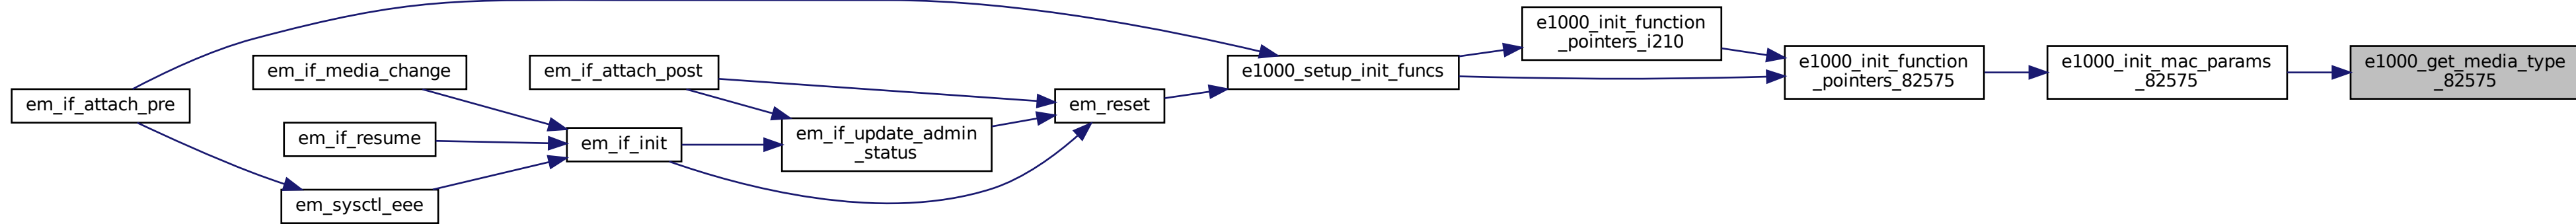 em_if_attach_pre
em_if_media_change
em_if_resume
em_sysctl_eee
em_if_attach_post
em_if_init
em_if_update_admin
_status
em_reset
e1000_setup_init_funcs
e1000_init_function
_pointers_i210
e1000_init_function
_pointers_82575
e1000_init_mac_params
_82575
e1000_get_media_type
_82575